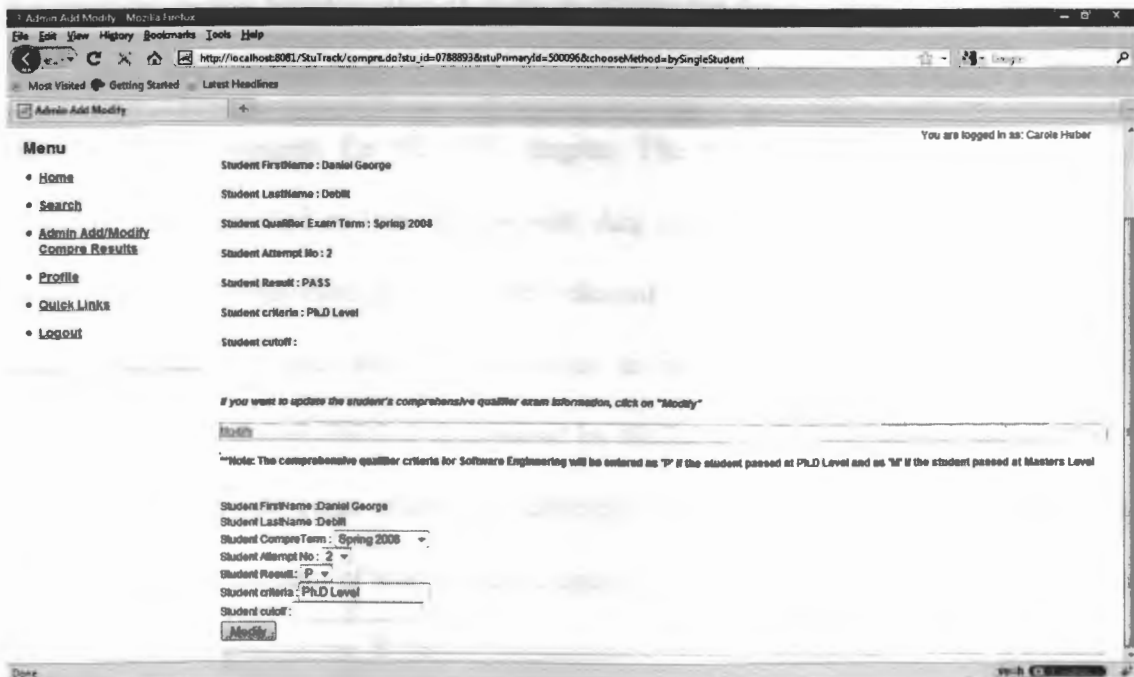 Admin Add Modify - Mozilla Firefox
File Edit View History Bookmarks Tools Help
http://localhost:8081/StuTrack/compre.do?stu_id=0788893&stuPrimaryId=500096&chooseMethod=bySingleStudent
Google
Most Visited Getting Started Latest Headlines
Admin Add Modify
You are logged in as: Carole Huber
Menu
Home
Search
Admin Add/Modify
Compre Results
Profile
Quick Links
Logout
Student FirstName : Daniel George
Student LastName : Debilt
Student Qualifier Exam Term : Spring 2008
Student Attempt No : 2
Student Result : PASS
Student criteria : Ph.D Level
Student cutoff :
If you want to update the student's comprehensive qualifier exam information, click on "Modify"
Modify
**Note: The comprehensive qualifier criteria for Software Engineering will be entered as 'P' if the student passed at Ph.D Level and as 'M' if the student passed at Masters Level
Student FirstName :Daniel George
Student LastName :Debilt
Student CompreTerm : Spring 2008
Student Attempt No : 2
Student Result : P
Student criteria : Ph.D Level
Student cutoff :
Modify
Done